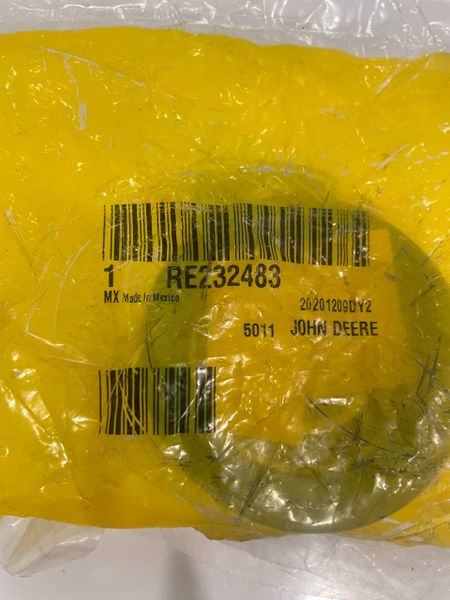 1 RE232483
MX Made In Mexico
20201209DY2
5011 JOHN DEERE